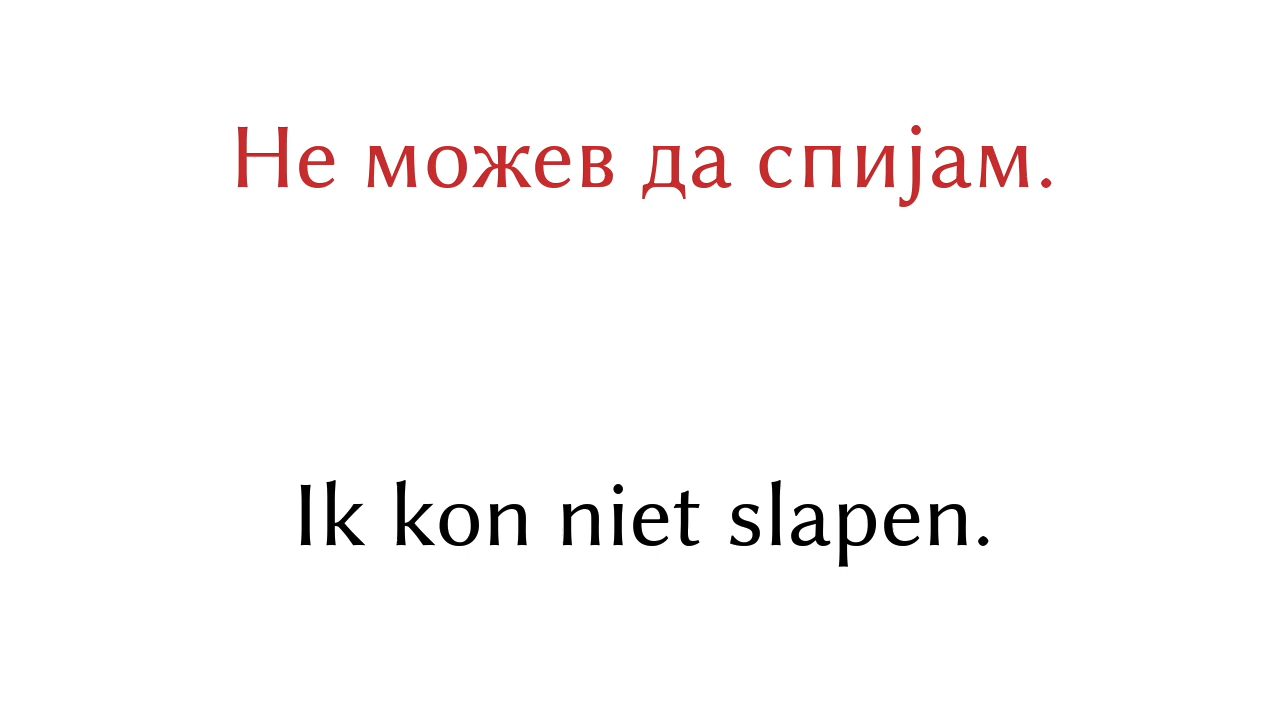 Не можев да спијам.
Ik kon niet slapen.